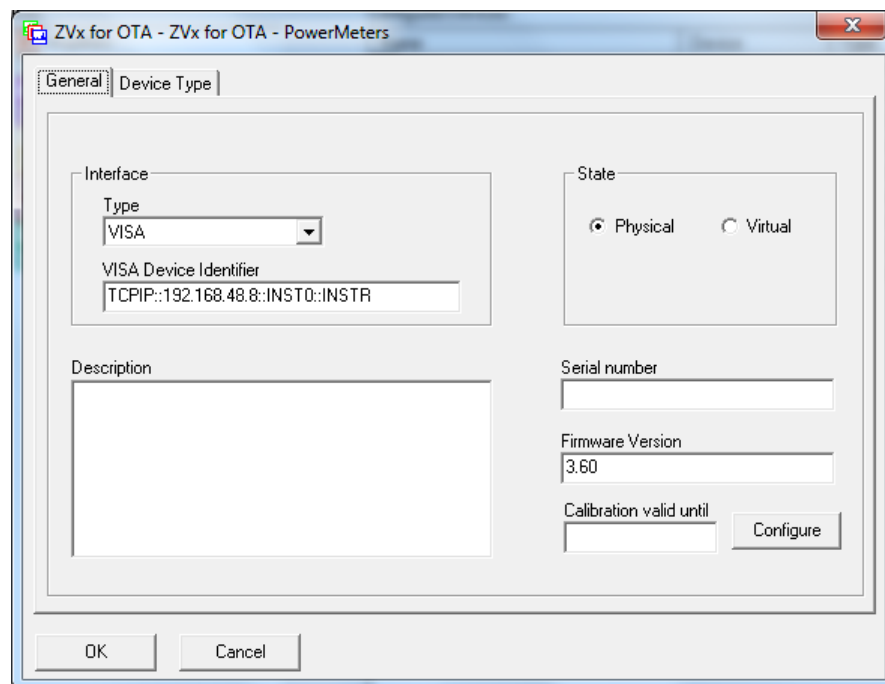 ZVx for OTA - ZVx for OTA - PowerMeters
General
Device Type
Interface
Type
VISA
VISA Device Identifier
TCPIP::192.168.48.8::INST0::INSTR
State
Physical
Virtual
Description
Serial number
Firmware Version
3.60
Calibration valid until
Configure
OK
Cancel